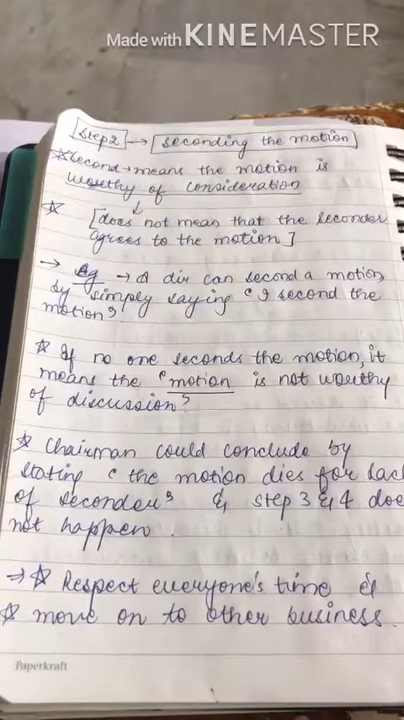 Made with KINEMASTER
[Step 2] → [seconding the motion]
☆ Second → means the motion is
worthy of consideration
↓
☆ [does not mean that the seconder
agrees to the motion]
→ Eg → A dir can second a motion
by simply saying "I second the
motion"
☆ If no one seconds the motion, it
means the "motion is not worthy
of discussion"
☆ Chairman could conclude by
stating "the motion dies for lack
of seconder" & step 3 & 4 doe
not happen.
→ ☆ Respect everyone's time &
☆ move on to other business.
Paperkraft